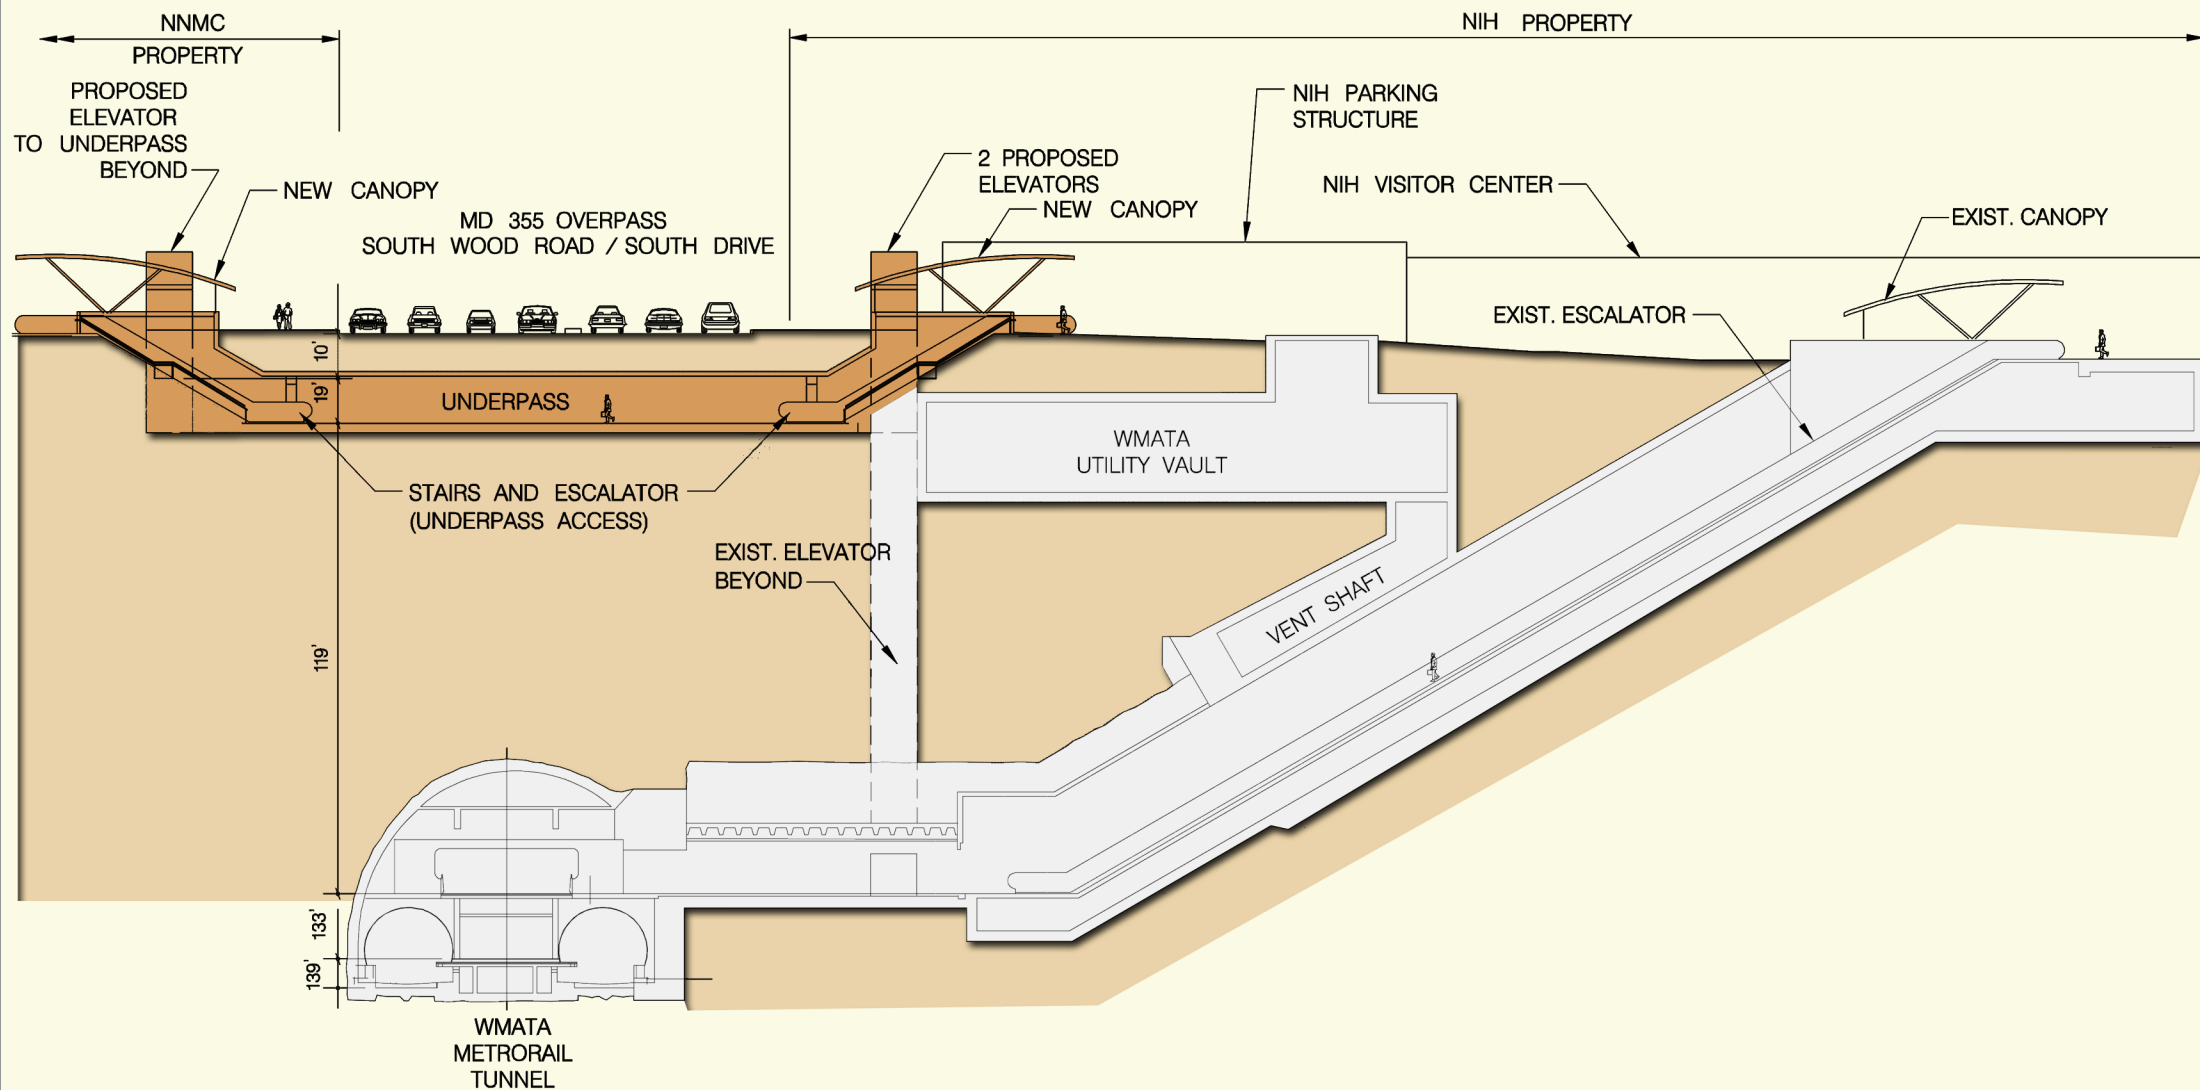 NNMC
PROPERTY
NIH PROPERTY
PROPOSED
ELEVATOR
TO UNDERPASS
BEYOND
NEW CANOPY
MD 355 OVERPASS
SOUTH WOOD ROAD / SOUTH DRIVE
2 PROPOSED
ELEVATORS
NEW CANOPY
NIH PARKING
STRUCTURE
NIH VISITOR CENTER
EXIST. CANOPY
EXIST. ESCALATOR
10'
19'
UNDERPASS
WMATA
UTILITY VAULT
STAIRS AND ESCALATOR
(UNDERPASS ACCESS)
EXIST. ELEVATOR
BEYOND
VENT SHAFT
119'
133'
139'
WMATA
METRORAIL
TUNNEL